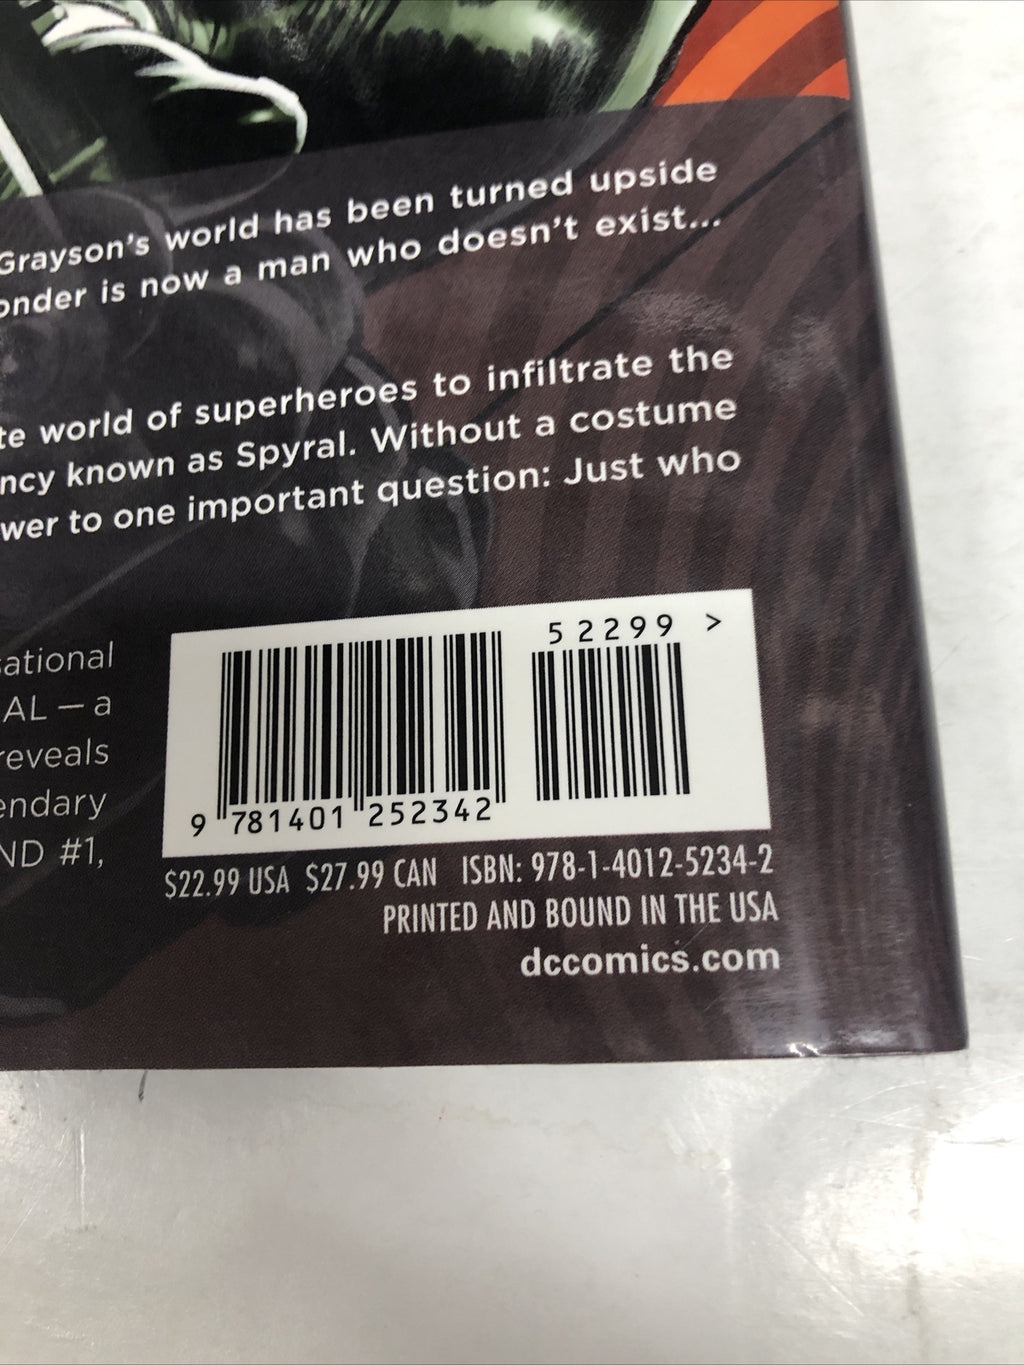 Grayson's world has been turned upside
onder is now a man who doesn't exist...
te world of superheroes to infiltrate the
ncy known as Spyral. Without a costume
wer to one important question: Just who
sational
AL — a
reveals
endary
ND #1,
5 2299 >
9 781401 252342
$22.99 USA $27.99 CAN ISBN: 978-1-4012-5234-2
PRINTED AND BOUND IN THE USA
dccomics.com